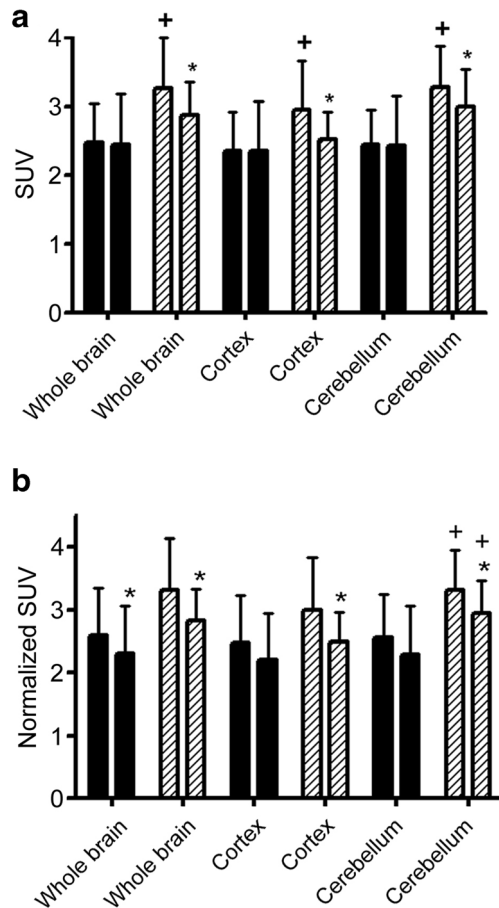 a
+
+
+
*
*
*
4
3
2
1
0
SUV
Whole brain
Whole brain
Cortex
Cortex
Cerebellum
Cerebellum
b
+
+
*
*
*
*
4
3
2
1
0
Normalized SUV
Whole brain
Whole brain
Cortex
Cortex
Cerebellum
Cerebellum